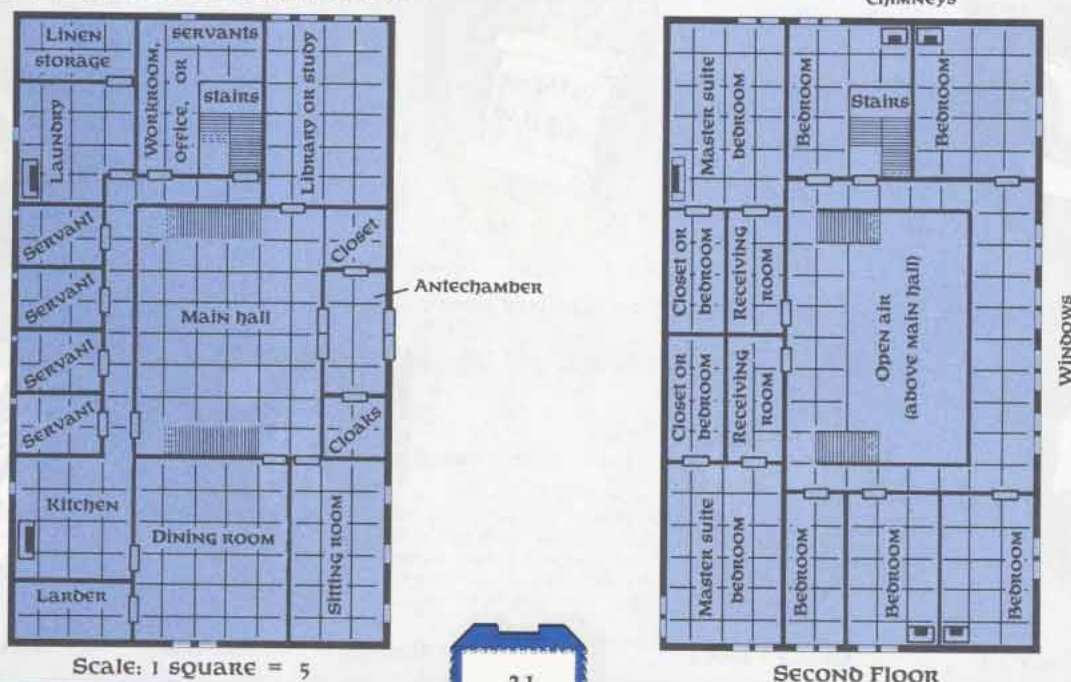 Linen
storage
servants
Workroom,
office, or
stairs
Library or study
Laundry
Servant
Servant
Servant
Servant
Closet
Antechamber
Main hall
Cloaks
Kitchen
Dining room
Sitting room
Larder
Scale: 1 square = 5
21
Chimneys
Master suite
bedroom
Bedroom
Stairs
Bedroom
Closet or
bedroom
Receiving
room
Closet or
bedroom
Receiving
room
Open air
(above main hall)
Windows
Master suite
bedroom
Bedroom
Bedroom
Bedroom
Second Floor